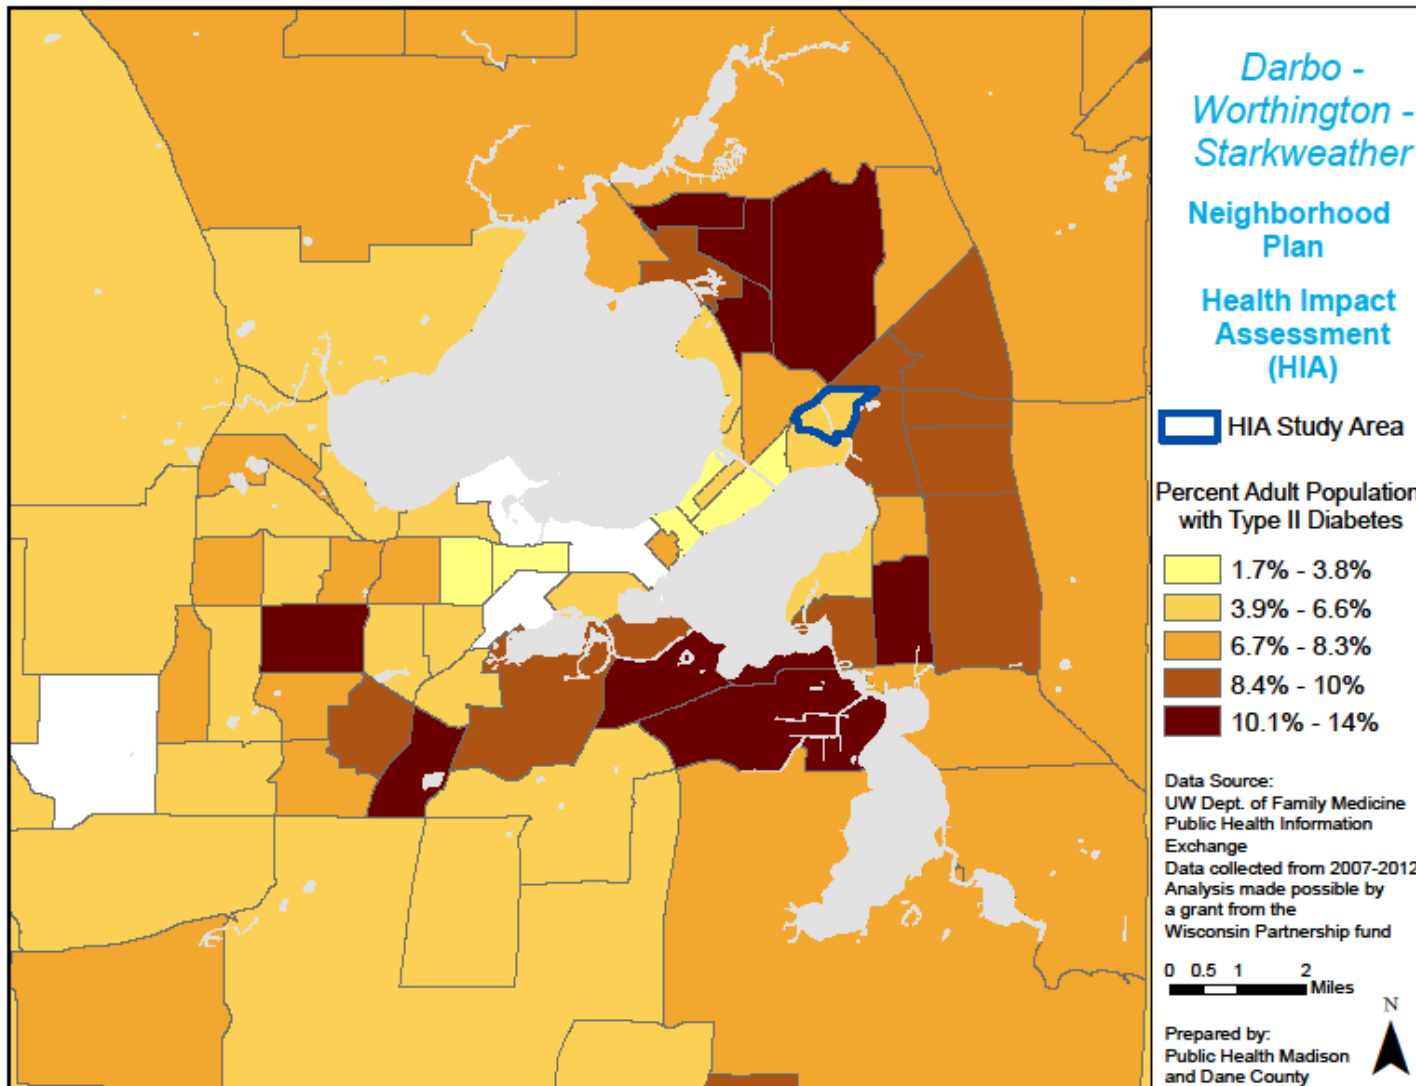 Darbo -
Worthington -
Starkweather
Neighborhood
Plan
Health Impact
Assessment
(HIA)
HIA Study Area
Percent Adult Population
with Type II Diabetes
1.7% - 3.8%
3.9% - 6.6%
6.7% - 8.3%
8.4% - 10%
10.1% - 14%
Data Source:
UW Dept. of Family Medicine
Public Health Information
Exchange
Data collected from 2007-2012
Analysis made possible by
a grant from the
Wisconsin Partnership fund
0 0.5 1 2
Miles
N
Prepared by:
Public Health Madison
and Dane County